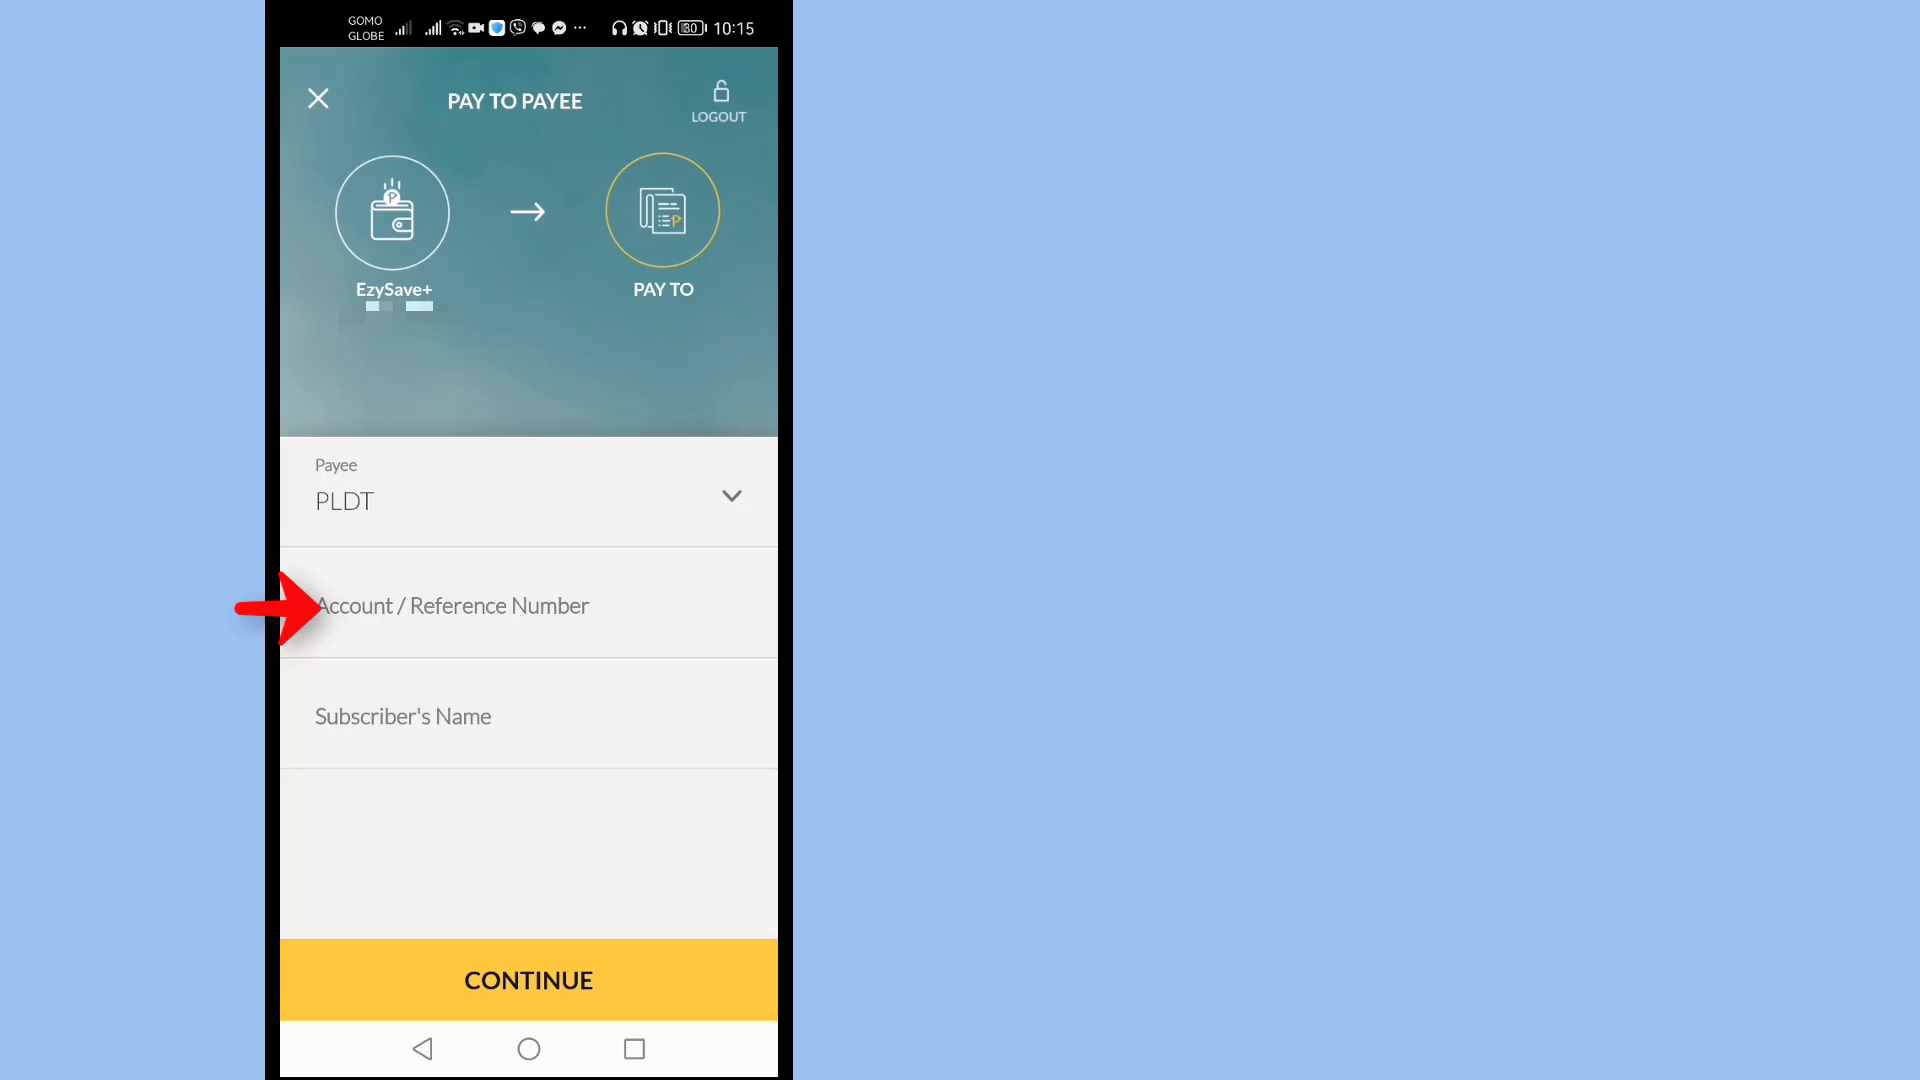 GOMO
GLOBE
30
10:15
PAY TO PAYEE
LOGOUT
EzySave+
PAY TO
Payee
PLDT
Account / Reference Number
Subscriber's Name
CONTINUE